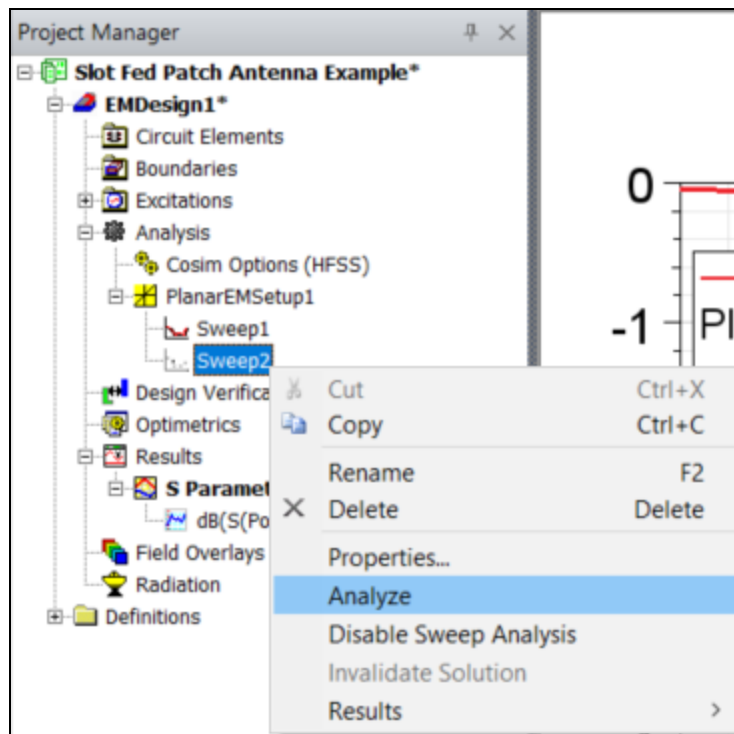 Project Manager
Slot Fed Patch Antenna Example*
EMDesign1*
Circuit Elements
Boundaries
Excitations
Analysis
Cosim Options (HFSS)
PlanarEMSetup1
Sweep1
Sweep2
Design Verifica
Optimetrics
Results
S Paramet
dB(S(Po
Field Overlays
Radiation
Definitions
Cut Ctrl+X
Copy Ctrl+C
Rename F2
Delete Delete
Properties...
Analyze
Disable Sweep Analysis
Invalidate Solution
Results
0
-1
Pl